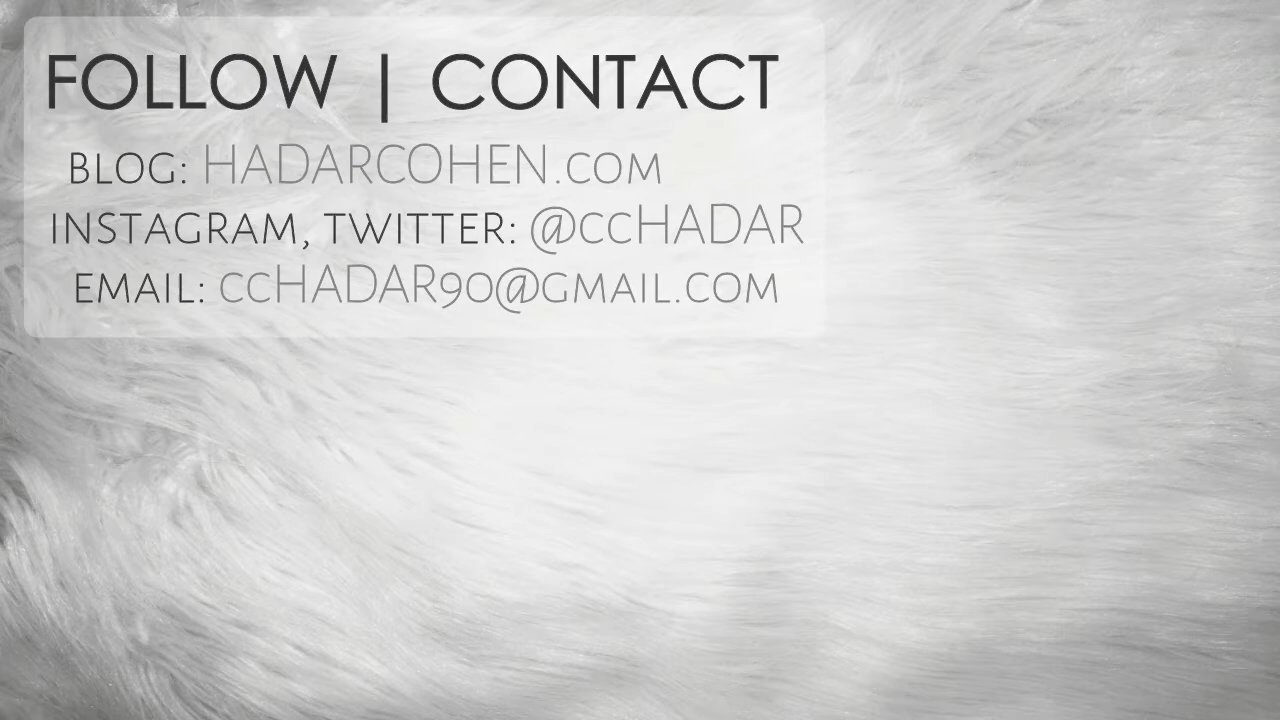 FOLLOW | CONTACT
BLOG: HADARCOHEN.COM
INSTAGRAM, TWITTER: @ccHADAR
EMAIL: ccHADAR90@GMAIL.COM